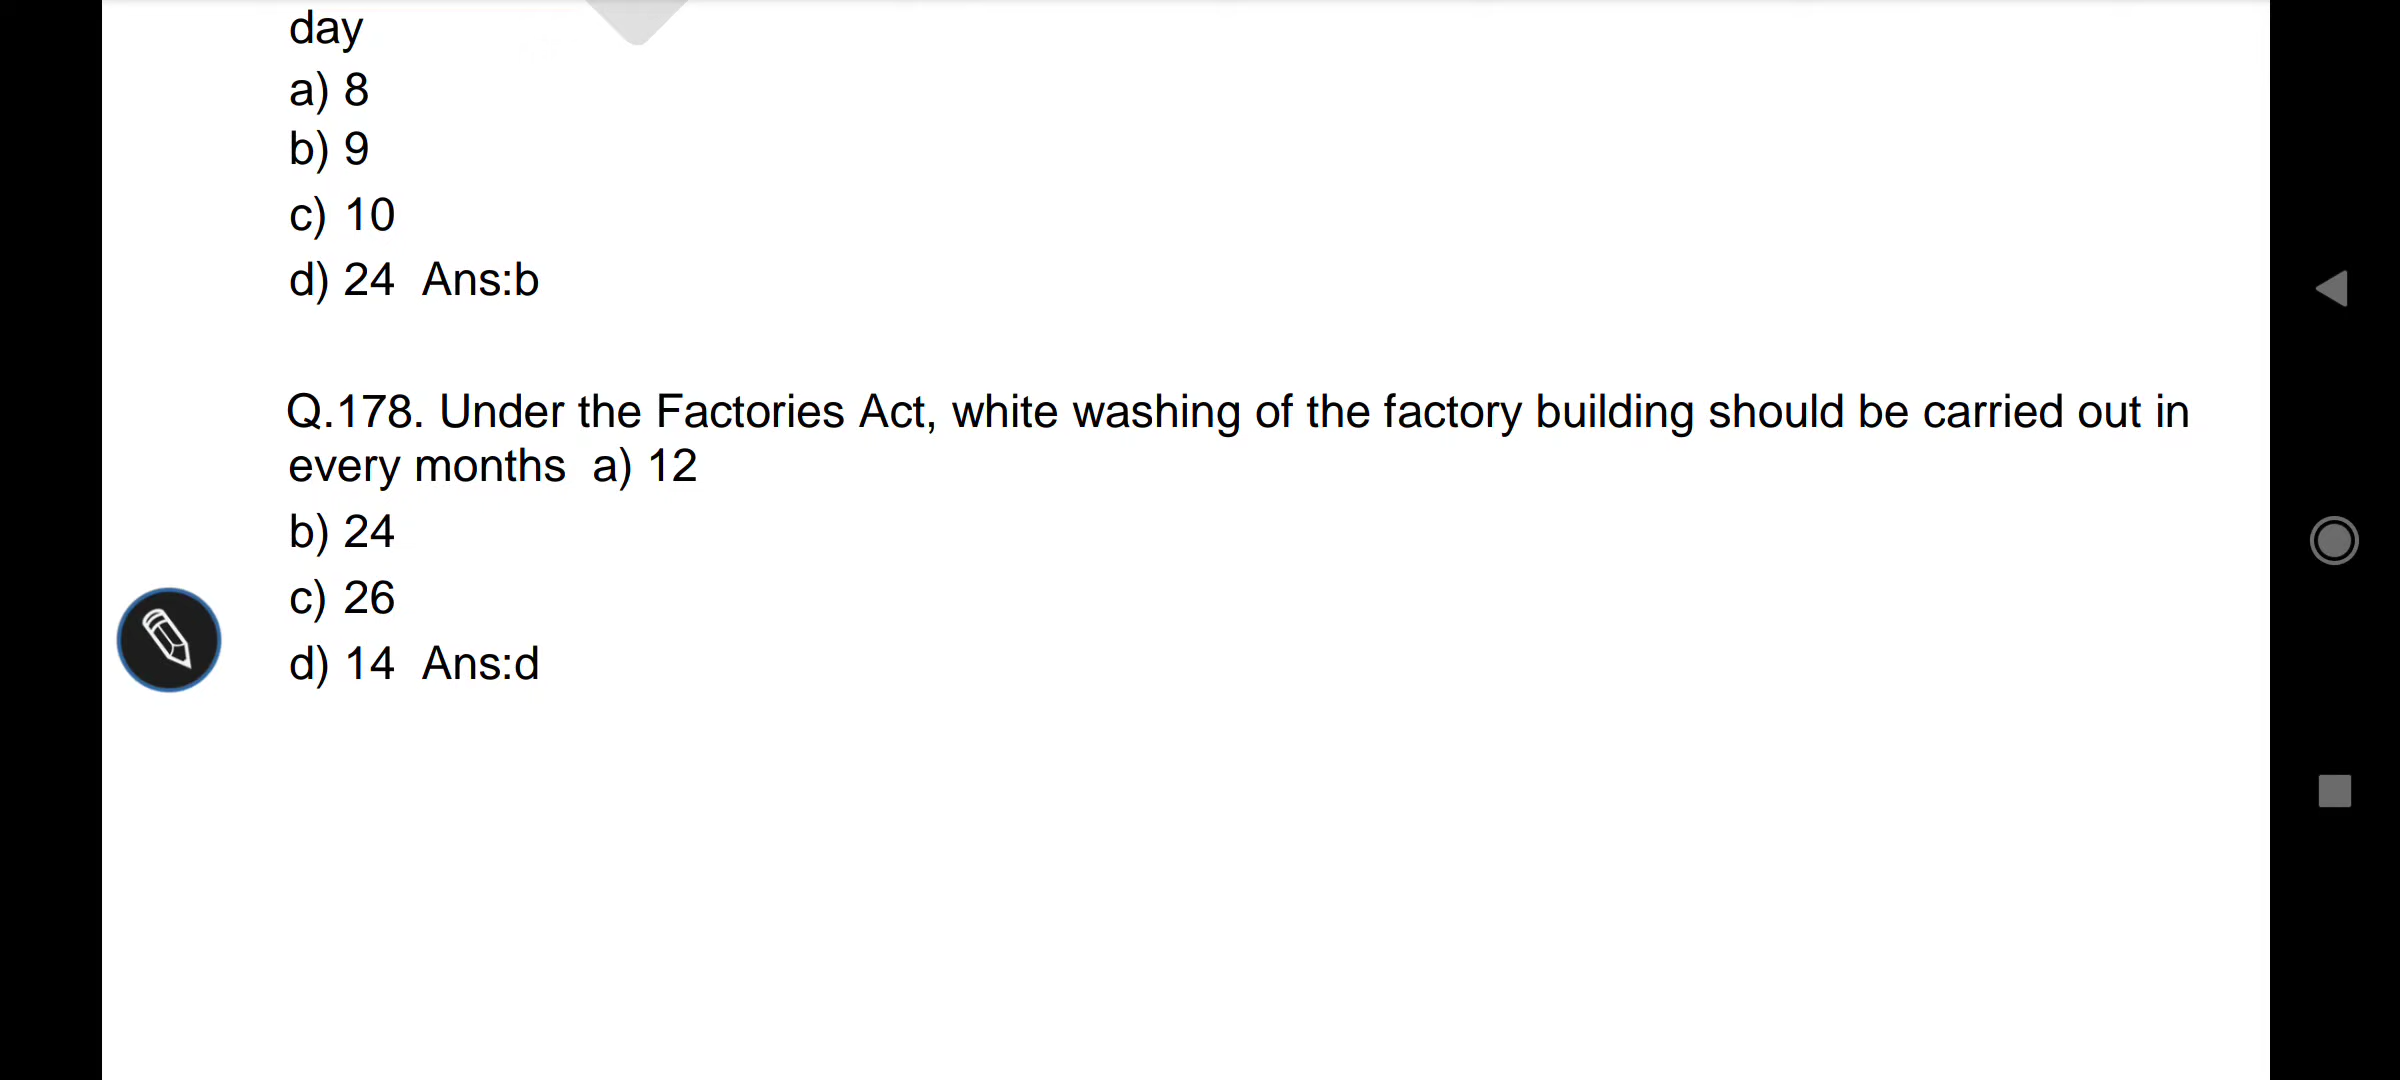 day
a) 8
b) 9
c) 10
d) 24  Ans:b
Q.178. Under the Factories Act, white washing of the factory building should be carried out in
every months  a) 12
b) 24
c) 26
d) 14  Ans:d